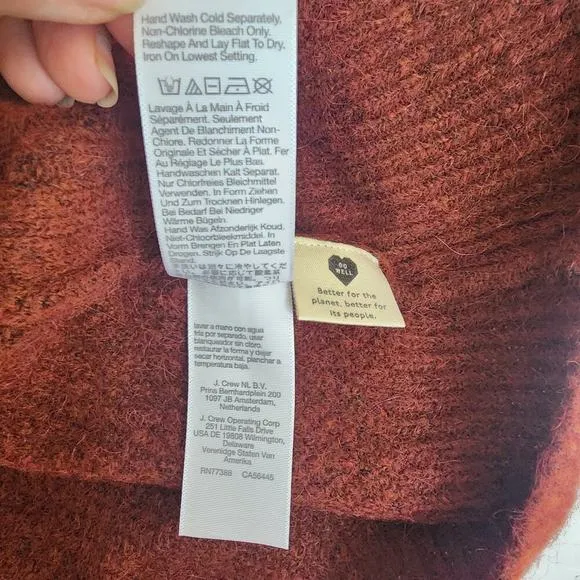 Hand Wash Cold Separately,
Non-Chlorine Bleach Only.
Reshape And Lay Flat To Dry.
Iron On Lowest Setting.
Lavage À La Main À Froid
Séparément. Seulement
Agent De Blanchiment Non-
Chlore. Redonner La Forme
Originale Et Sécher À Plat. Fer
Au Réglage Le Plus Bas.
Handwaschen Kalt Separat.
Nur Chlorfreies Bleichmittel
Verwenden. In Form Ziehen
Und Zum Trocknen Hinlegen.
Bei Bedarf Bei Niedriger
Wärme Bügeln.
Hand Was Afzonderlijk Koud.
Niet-Chloorbleekmiddel. In
Vorm Brengen En Plat Laten
Drogen. Strijk Op De Laagste
Stand.
DO
WELL
Better for the
planet, better for
its people.
lavar a mano con agua
fría por separado, usar
blanqueador sin cloro.
restaurar la forma y dejar
secar horizontal, planchar a
temperatura baja.
J. Crew NL B.V.
Prins Bernhardplein 200
1097 JB Amsterdam,
Netherlands
J. Crew Operating Corp
251 Little Falls Drive
USA DE 19808 Wilmington,
Delaware
Verenidge Staten Van
Amerika
RN77388 CA56445